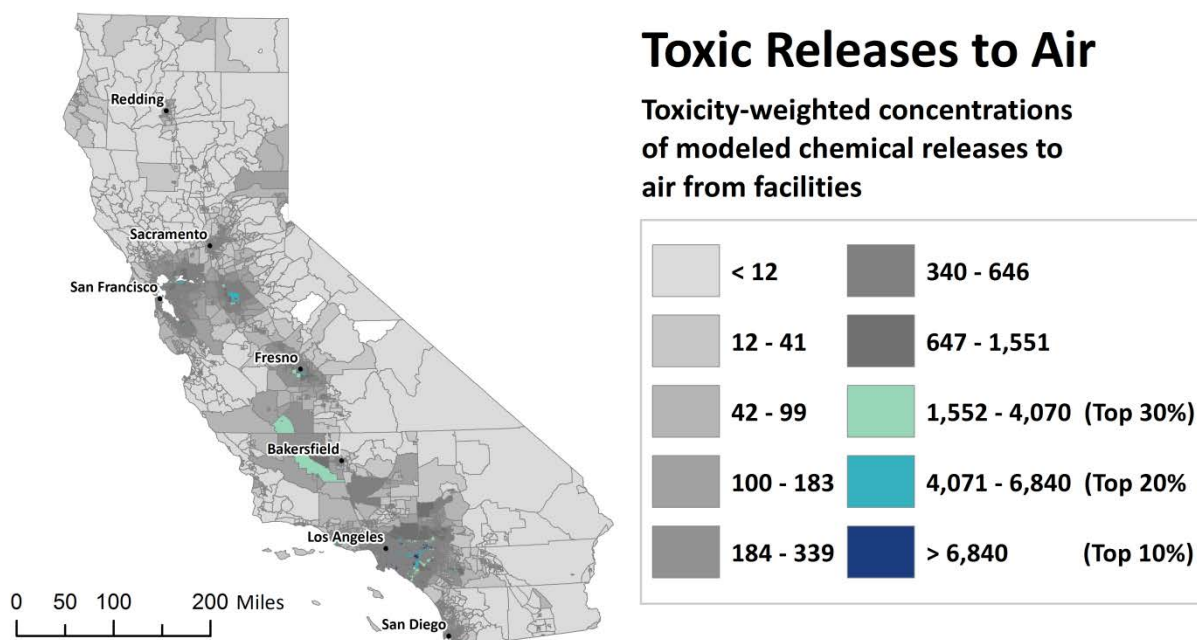 Toxic Releases to Air
Toxicity-weighted concentrations
of modeled chemical releases to
air from facilities
< 12
340 - 646
12 - 41
647 - 1,551
42 - 99
1,552 - 4,070 (Top 30%)
100 - 183
4,071 - 6,840 (Top 20%
184 - 339
> 6,840 (Top 10%)
Redding
Sacramento
San Francisco
Fresno
Bakersfield
Los Angeles
San Diego
0 50 100 200 Miles